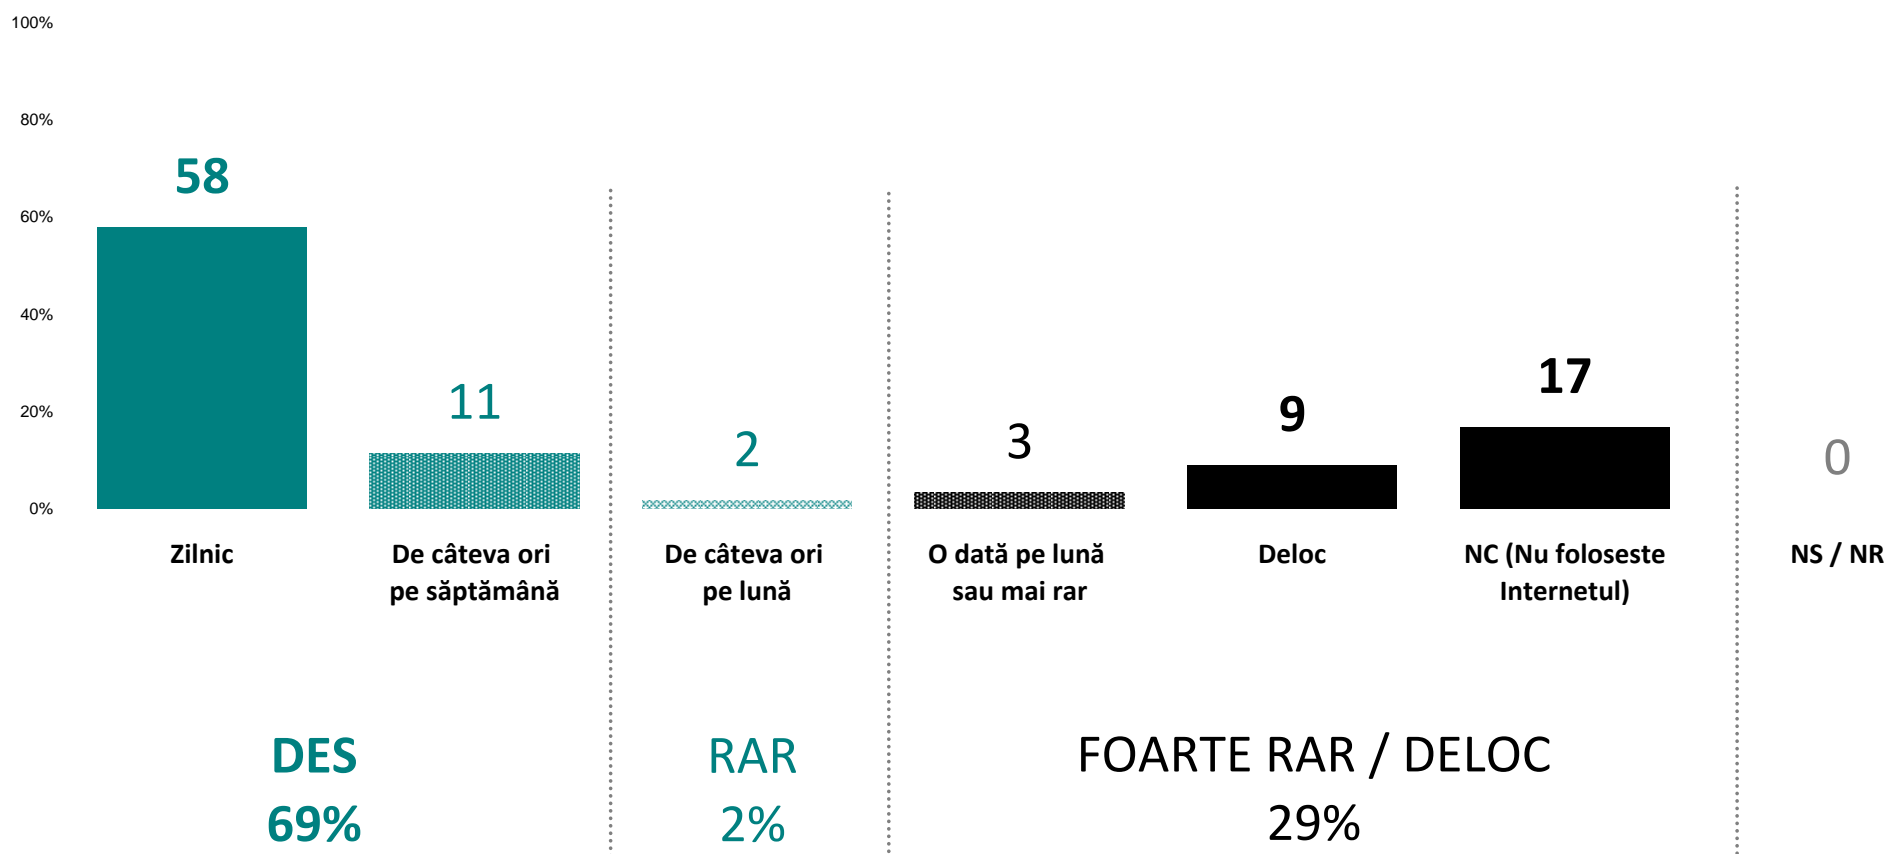 100%
80%
60%
40%
20%
0%
58
11
2
3
9
17
0
Zilnic
De câteva ori
pe săptămână
De câteva ori
pe lună
O dată pe lună
sau mai rar
Deloc
NC (Nu foloseste
Internetul)
NS / NR
DES
69%
RAR
2%
FOARTE RAR / DELOC
29%